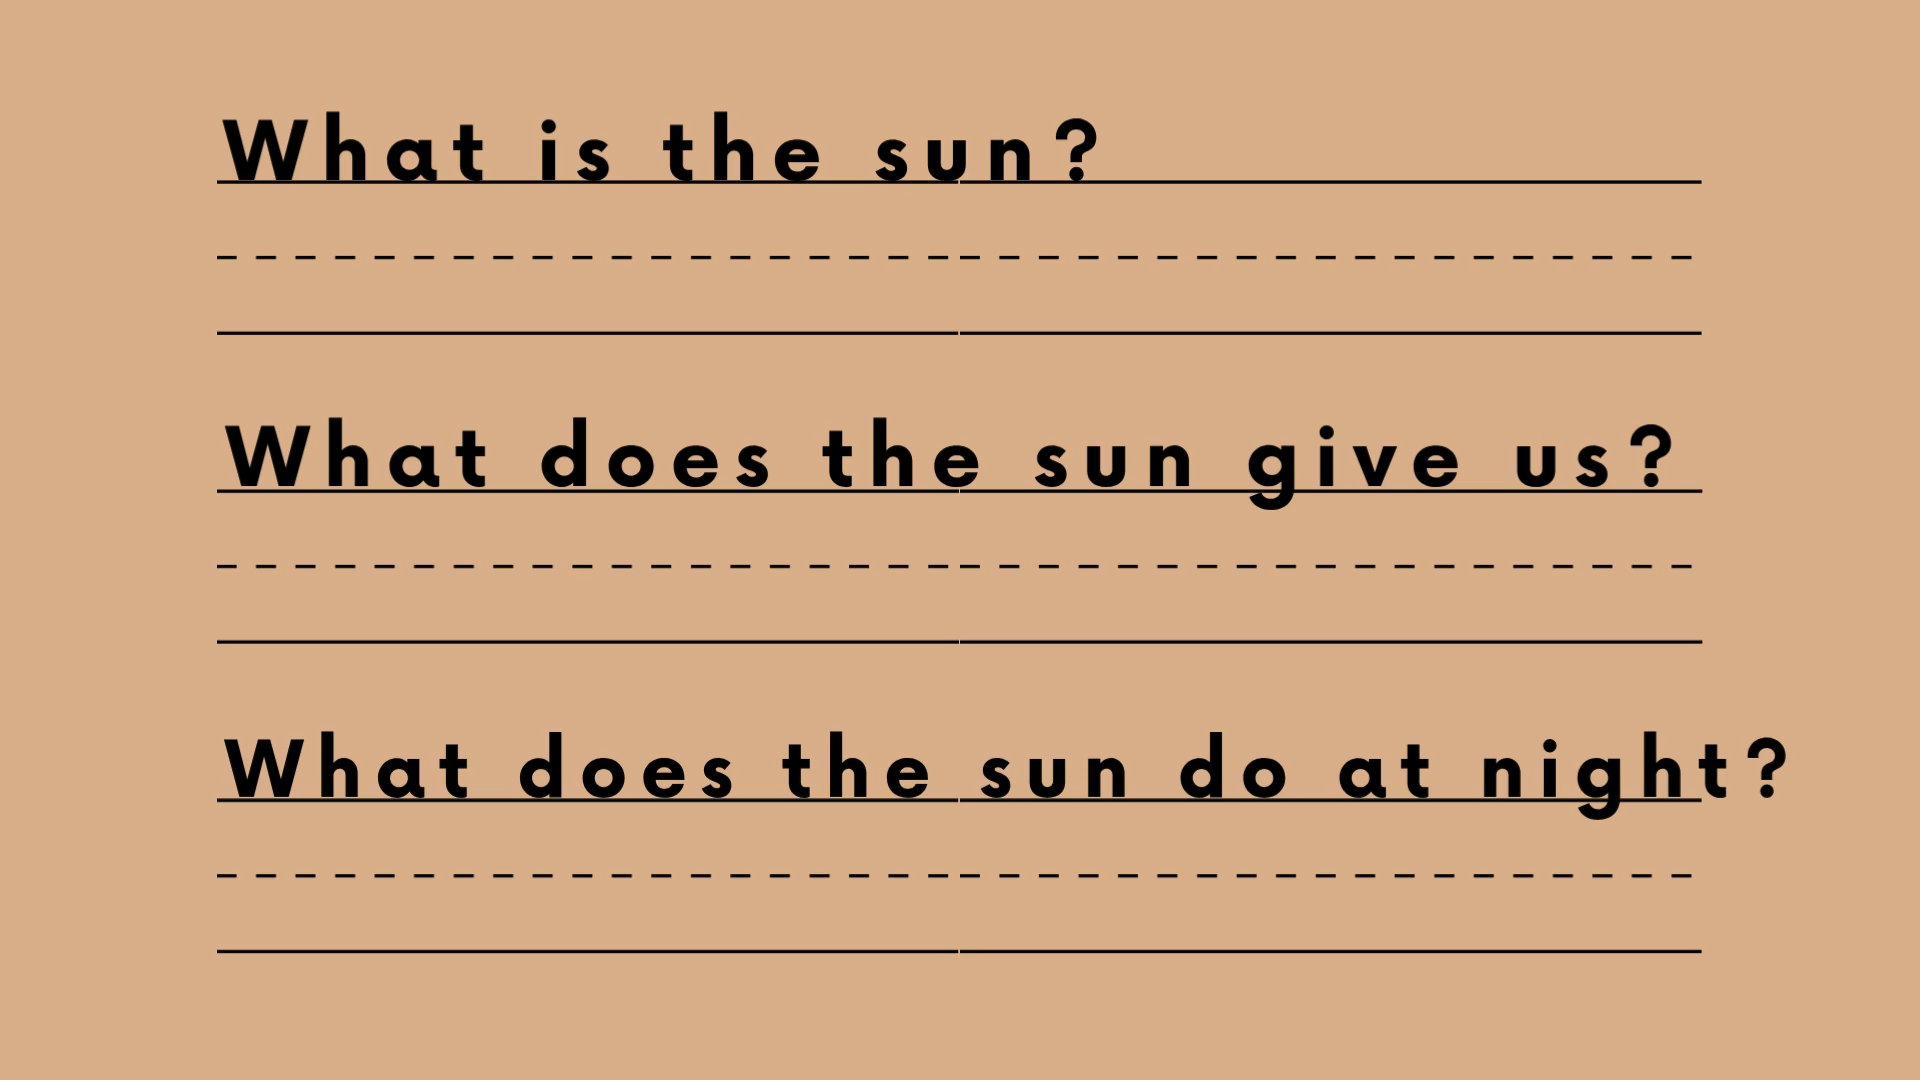 What is the sun?
What does the sun give us?
What does the sun do at night?